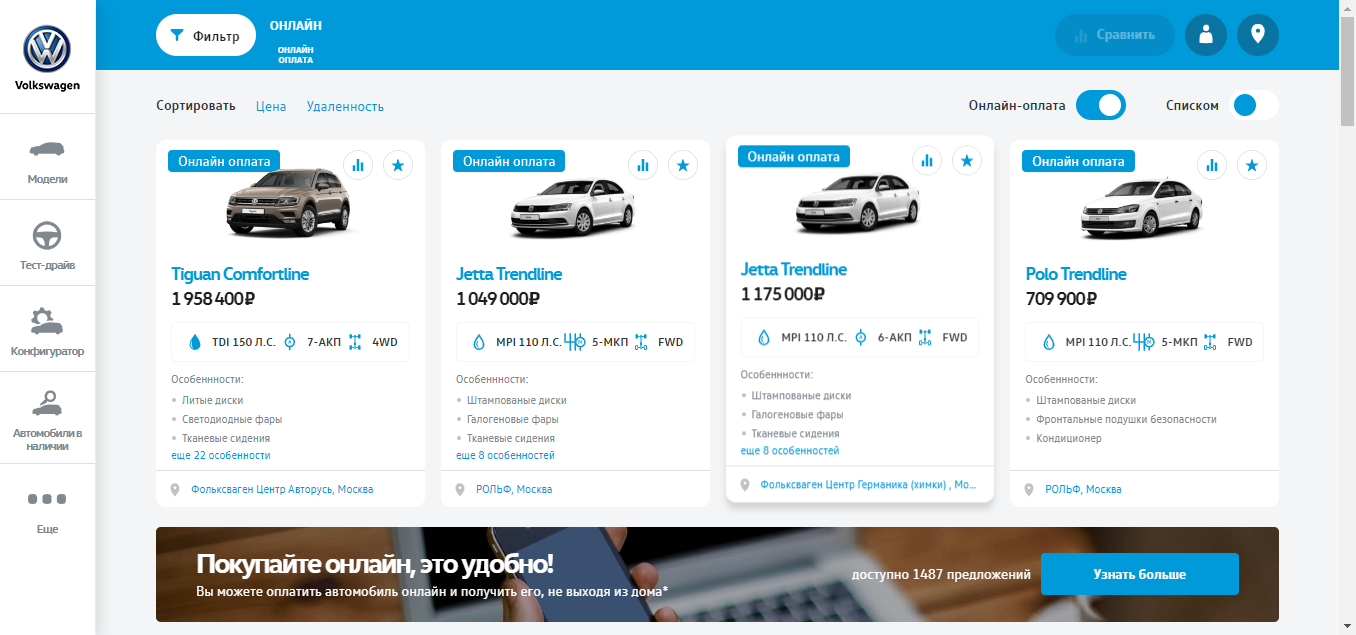 Volkswagen
Модели
Тест-драйв
Конфигуратор
Автомобили в
наличии
Еще
Фильтр
ОНЛАЙН
ОНЛАЙН
ОПЛАТА
Сравнить
Сортировать Цена Удаленность
Онлайн-оплата Списком
Онлайн оплата
Tiguan Comfortline
1 958 400₽
TDI 150 Л.С. 7-АКП 4WD
Особеннности:
Литые диски
Светодиодные фары
Тканевые сидения
еще 22 особенности
Фольксваген Центр Авторусь, Москва
Онлайн оплата
Jetta Trendline
1 049 000₽
MPI 110 Л.С. 5-МКП FWD
Особеннности:
Штампованые диски
Галогеновые фары
Тканевые сидения
еще 8 особенностей
РОЛЬФ, Москва
Онлайн оплата
Jetta Trendline
1 175 000₽
MPI 110 Л.С. 6-АКП FWD
Особеннности:
Штампованые диски
Галогеновые фары
Тканевые сидения
еще 8 особенностей
Фольксваген Центр Германика (химки) , Мо...
Онлайн оплата
Polo Trendline
709 900₽
MPI 110 Л.С. 5-МКП FWD
Особеннности:
Штампованые диски
Фронтальные подушки безопасности
Кондиционер
РОЛЬФ, Москва
Покупайте онлайн, это удобно!
Вы можете оплатить автомобиль онлайн и получить его, не выходя из дома*
доступно 1487 предложений
Узнать больше